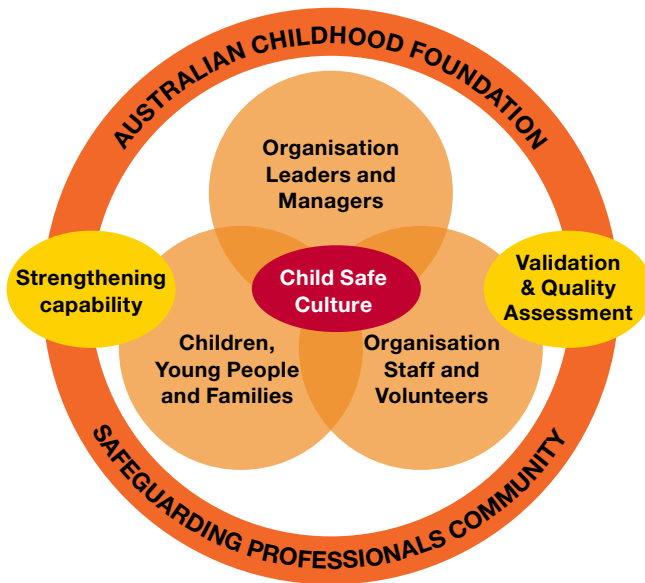 AUSTRALIAN CHILDHOOD FOUNDATION
Organisation
Leaders and
Managers
Strengthening
capability
Child Safe
Culture
Validation
& Quality
Assessment
Children,
Young People
and Families
Organisation
Staff and
Volunteers
SAFEGUARDING PROFESSIONALS COMMUNITY